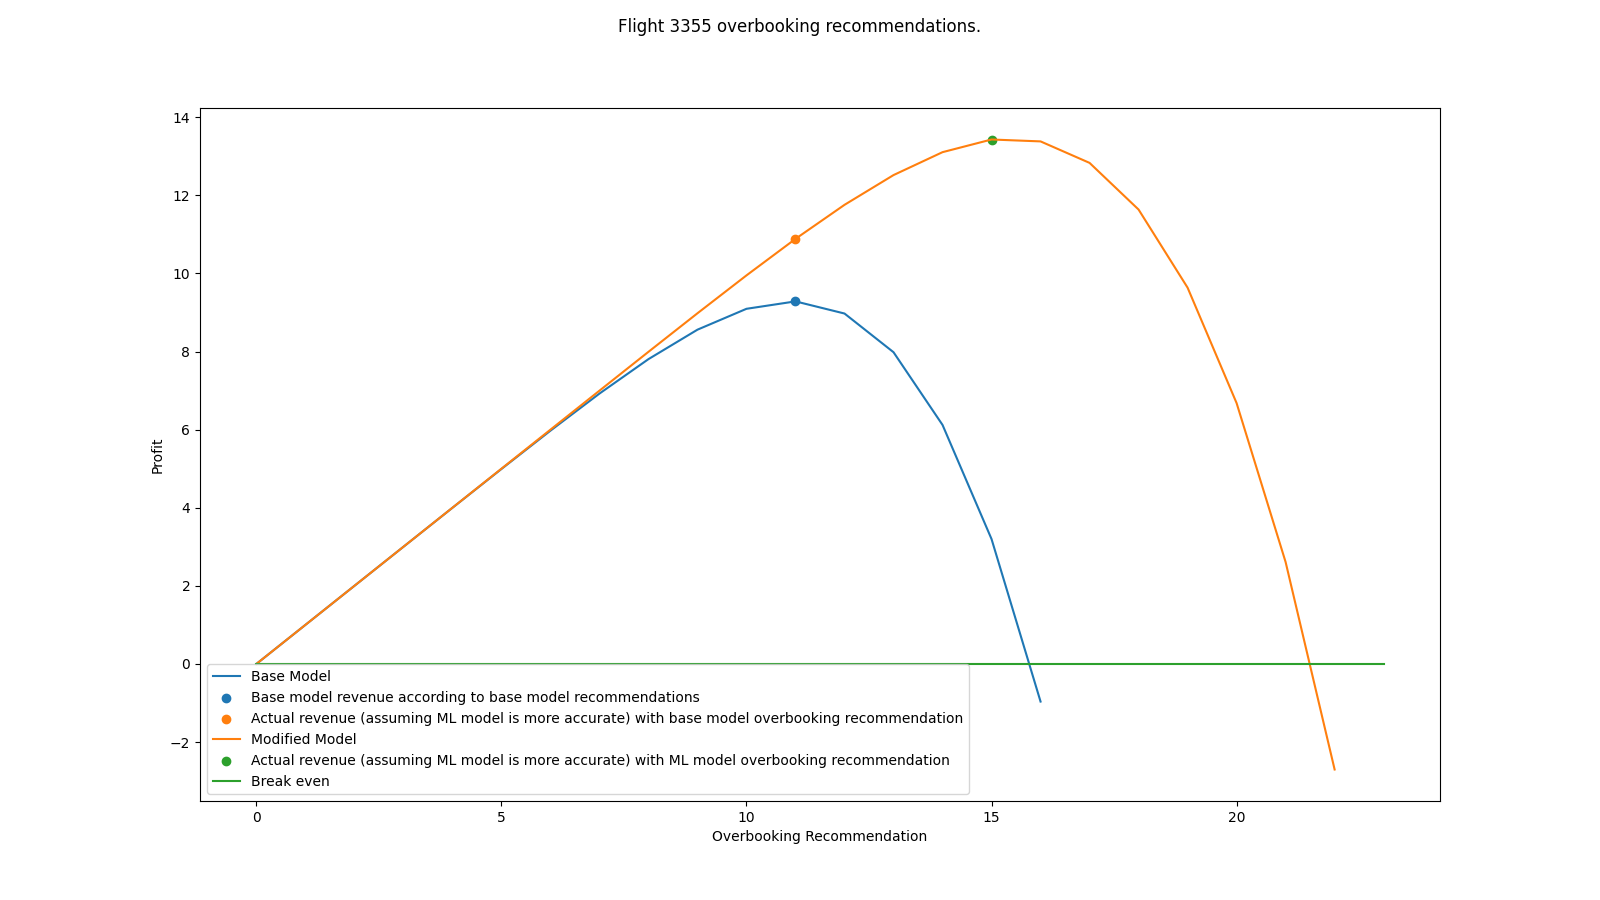 Flight 3355 overbooking recommendations.
14
12
10
8
6
4
2
0
−2
Profit
Base Model
Base model revenue according to base model recommendations
Actual revenue (assuming ML model is more accurate) with base model overbooking recommendation
Modified Model
Actual revenue (assuming ML model is more accurate) with ML model overbooking recommendation
Break even
0 5 10 15 20
Overbooking Recommendation